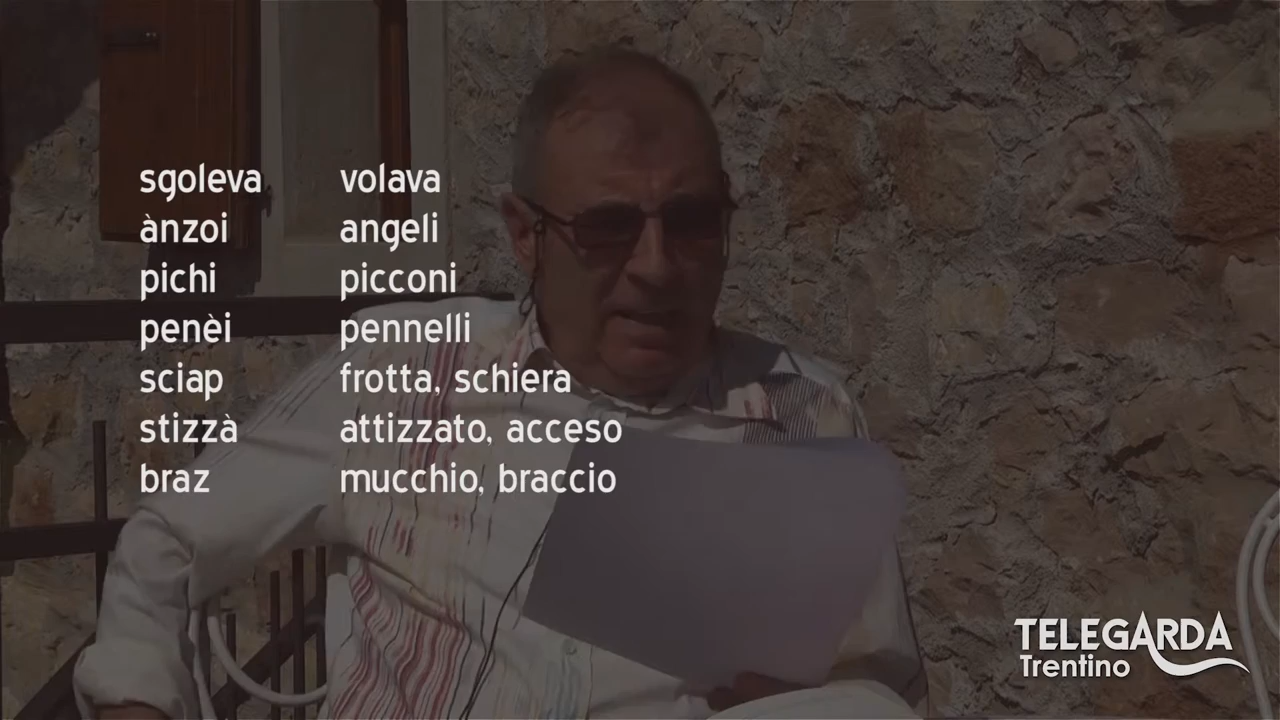 sgoleva volava
ànzoi angeli
pichi picconi
penèi pennelli
sciap frotta, schiera
stizzà attizzato, acceso
braz mucchio, braccio
TELEGARDA
Trentino